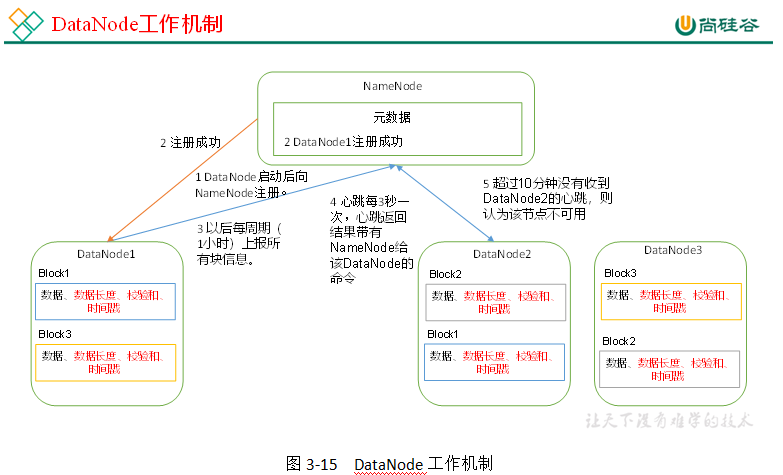 DataNode工作机制
尚硅谷
NameNode
元数据
2 DataNode1注册成功
2 注册成功
1 DataNode启动后向
NameNode注册。
3 以后每周期（
1小时）上报所
有块信息。
4 心跳每3秒一
次，心跳返回
结果带有
NameNode给
该DataNode的
命令
5 超过10分钟没有收到
DataNode2的心跳，则
认为该节点不可用
DataNode1
Block1
数据、数据长度、校验和、
时间戳
Block3
数据、数据长度、校验和、
时间戳
DataNode2
Block2
数据、数据长度、校验和、
时间戳
Block1
数据、数据长度、校验和、
时间戳
DataNode3
Block3
数据、数据长度、校验和、
时间戳
Block2
数据、数据长度、校验和、
时间戳
让天下没有难学的技术
图 3-15 DataNode 工作机制